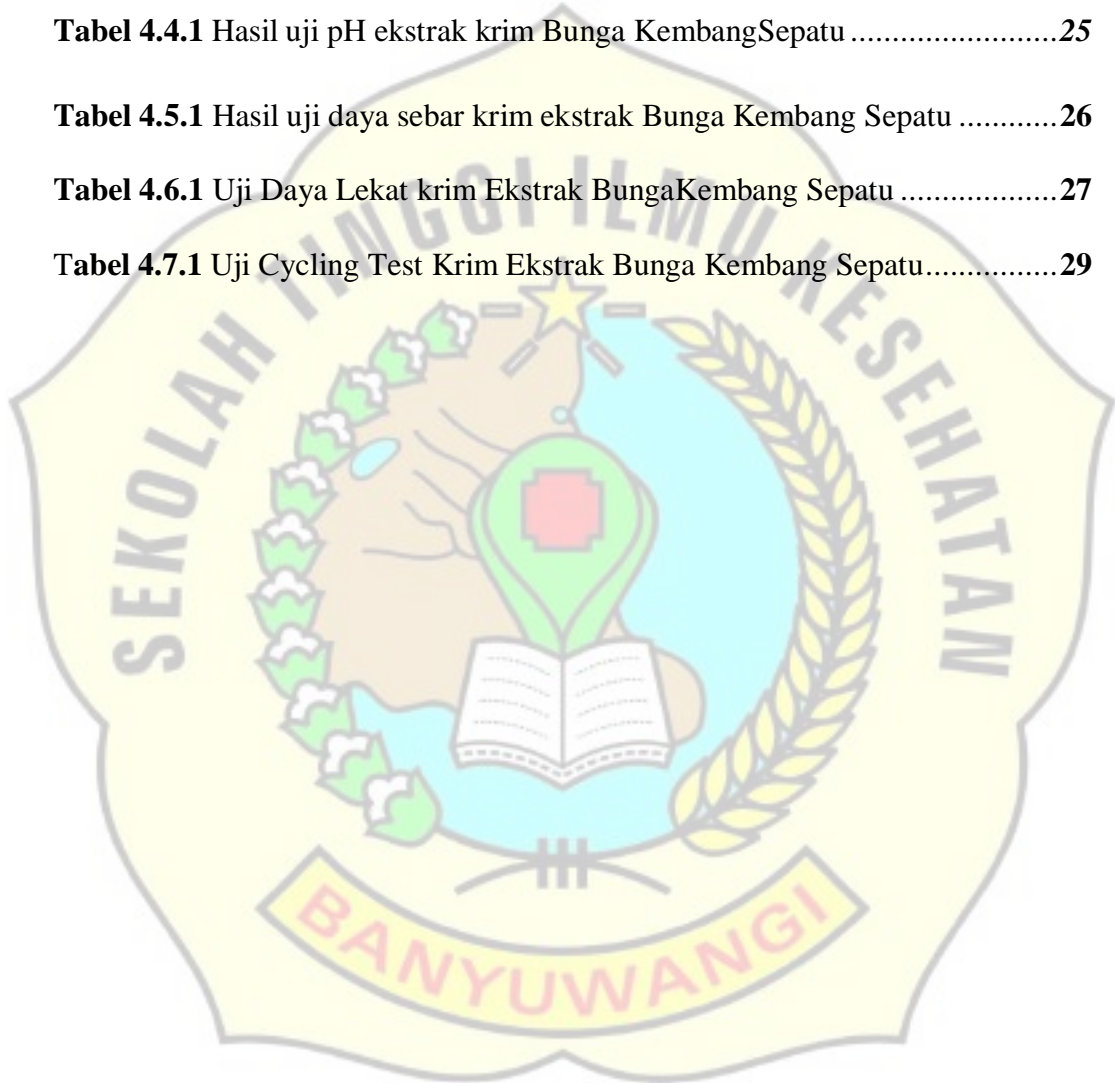 Tabel 4.4.1 Hasil uji pH ekstrak krim Bunga KembangSepatu ..........................25
Tabel 4.5.1 Hasil uji daya sebar krim ekstrak Bunga Kembang Sepatu ............26
Tabel 4.6.1 Uji Daya Lekat krim Ekstrak BungaKembang Sepatu ...................27
Tabel 4.7.1 Uji Cycling Test Krim Ekstrak Bunga Kembang Sepatu................29
SEKOLAH TINGGI ILMU KESEHATAN
BANYUWANGI